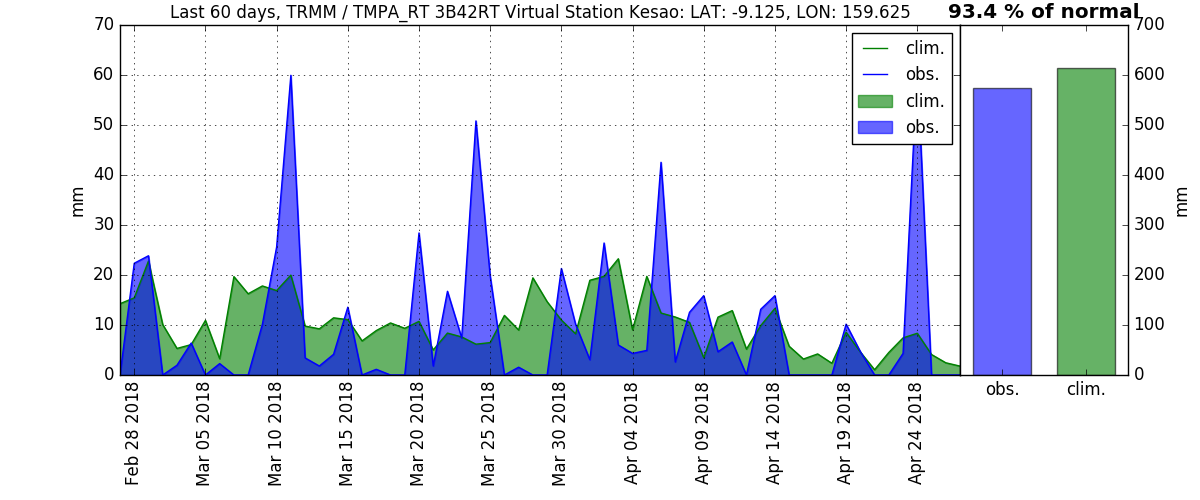 Last 60 days, TRMM / TMPA_RT 3B42RT Virtual Station Kesao: LAT: -9.125, LON: 159.625
93.4 % of normal
70
60
50
40
30
20
10
0
mm
clim.
obs.
clim.
obs.
Feb 28 2018
Mar 05 2018
Mar 10 2018
Mar 15 2018
Mar 20 2018
Mar 25 2018
Mar 30 2018
Apr 04 2018
Apr 09 2018
Apr 14 2018
Apr 19 2018
Apr 24 2018
700
600
500
400
300
200
100
0
mm
obs. clim.